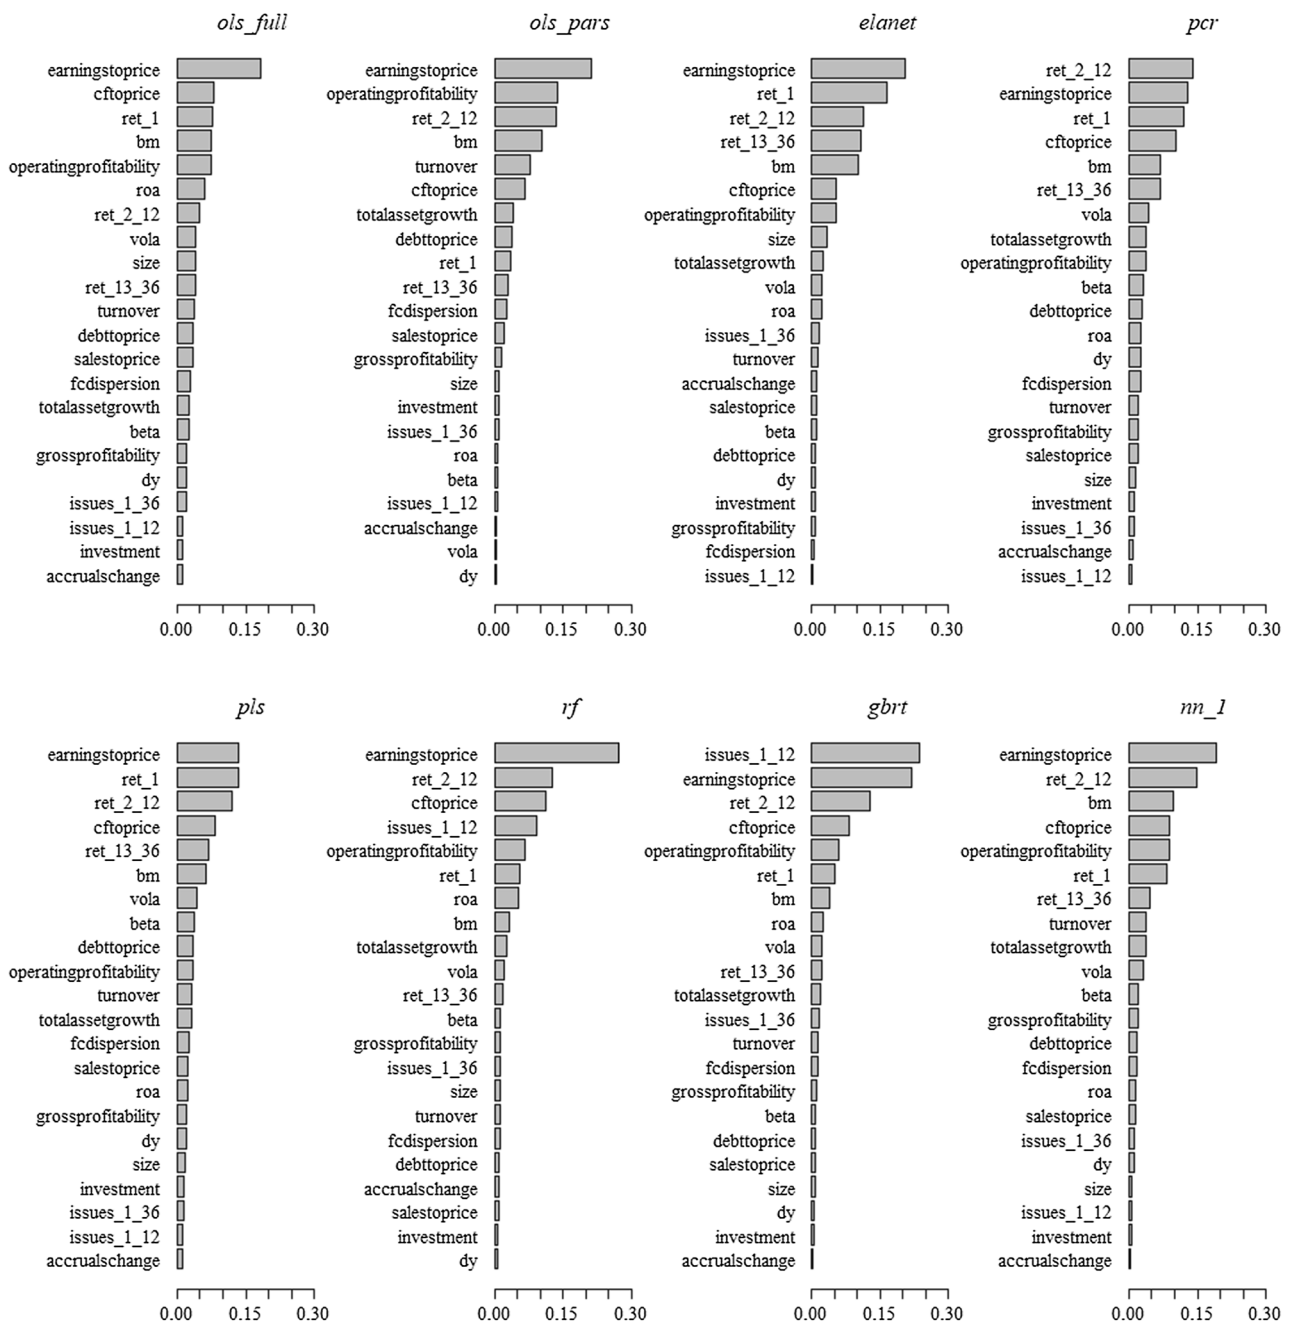 ols_full
earningstoprice
cftoprice
ret_1
bm
operatingprofitability
roa
ret_2_12
vola
size
ret_13_36
turnover
debttoprice
salestoprice
fcdispersion
totalassetgrowth
beta
grossprofitability
dy
issues_1_36
issues_1_12
investment
accrualschange
0.00 0.15 0.30
ols_pars
earningstoprice
operatingprofitability
ret_2_12
bm
turnover
cftoprice
totalassetgrowth
debttoprice
ret_1
ret_13_36
fcdispersion
salestoprice
grossprofitability
size
investment
issues_1_36
roa
beta
issues_1_12
accrualschange
vola
dy
0.00 0.15 0.30
elanet
earningstoprice
ret_1
ret_2_12
ret_13_36
bm
cftoprice
operatingprofitability
size
totalassetgrowth
vola
roa
issues_1_36
turnover
accrualschange
salestoprice
beta
debttoprice
dy
investment
grossprofitability
fcdispersion
issues_1_12
0.00 0.15 0.30
pcr
ret_2_12
earningstoprice
ret_1
cftoprice
bm
ret_13_36
vola
totalassetgrowth
operatingprofitability
beta
debttoprice
roa
dy
fcdispersion
turnover
grossprofitability
salestoprice
size
investment
issues_1_36
accrualschange
issues_1_12
0.00 0.15 0.30
pls
earningstoprice
ret_1
ret_2_12
cftoprice
ret_13_36
bm
vola
beta
debttoprice
operatingprofitability
turnover
totalassetgrowth
fcdispersion
salestoprice
roa
grossprofitability
dy
size
investment
issues_1_36
issues_1_12
accrualschange
0.00 0.15 0.30
rf
earningstoprice
ret_2_12
cftoprice
issues_1_12
operatingprofitability
ret_1
roa
bm
totalassetgrowth
vola
ret_13_36
beta
grossprofitability
issues_1_36
size
turnover
fcdispersion
debttoprice
accrualschange
salestoprice
investment
dy
0.00 0.15 0.30
gbrt
issues_1_12
earningstoprice
ret_2_12
cftoprice
operatingprofitability
ret_1
bm
roa
vola
ret_13_36
totalassetgrowth
issues_1_36
turnover
fcdispersion
grossprofitability
beta
debttoprice
salestoprice
size
dy
investment
accrualschange
0.00 0.15 0.30
nn_1
earningstoprice
ret_2_12
bm
cftoprice
operatingprofitability
ret_1
ret_13_36
turnover
totalassetgrowth
vola
beta
grossprofitability
debttoprice
fcdispersion
roa
salestoprice
issues_1_36
dy
size
issues_1_12
investment
accrualschange
0.00 0.15 0.30